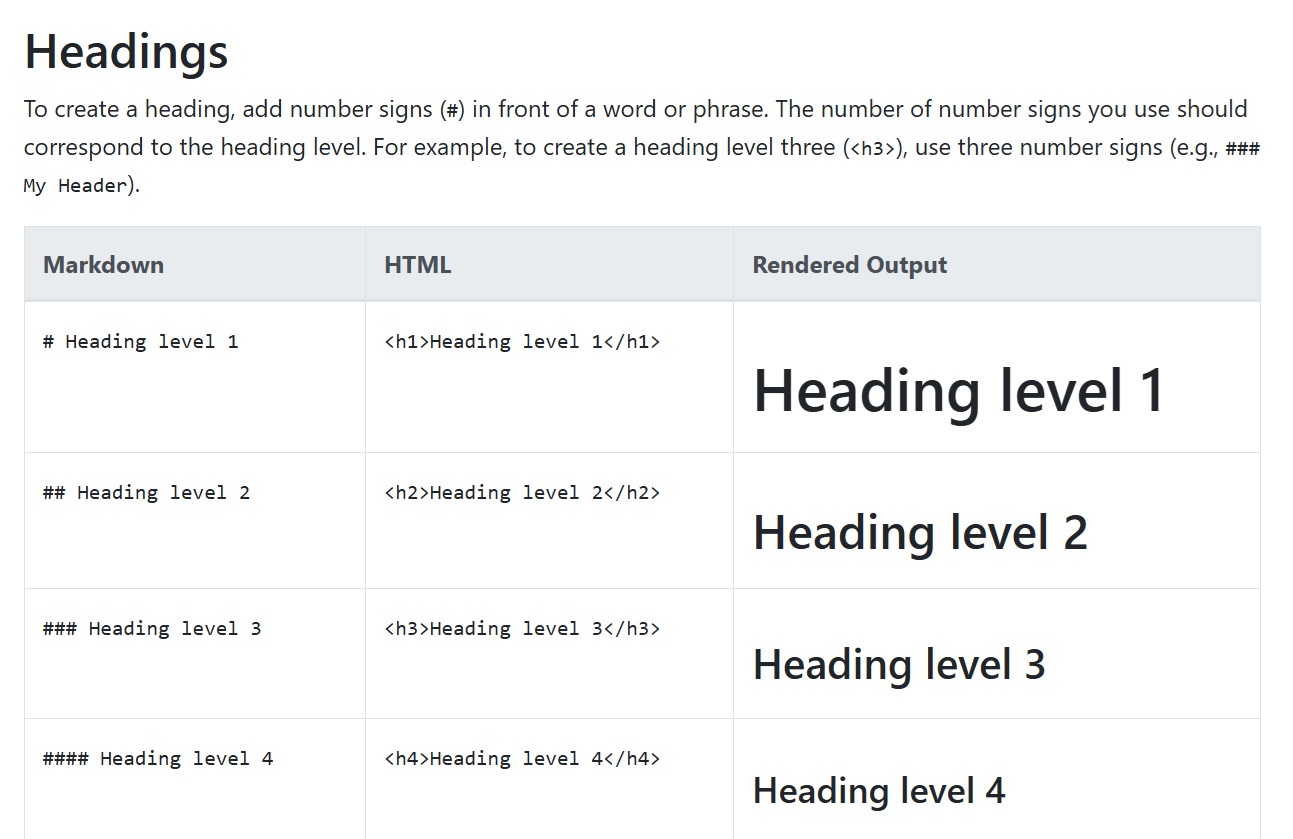 Headings
To create a heading, add number signs (#) in front of a word or phrase. The number of number signs you use should
correspond to the heading level. For example, to create a heading level three (<h3>), use three number signs (e.g., ###
My Header).
Markdown HTML Rendered Output
# Heading level 1 <h1>Heading level 1</h1>
Heading level 1
## Heading level 2 <h2>Heading level 2</h2>
Heading level 2
### Heading level 3 <h3>Heading level 3</h3>
Heading level 3
#### Heading level 4 <h4>Heading level 4</h4>
Heading level 4